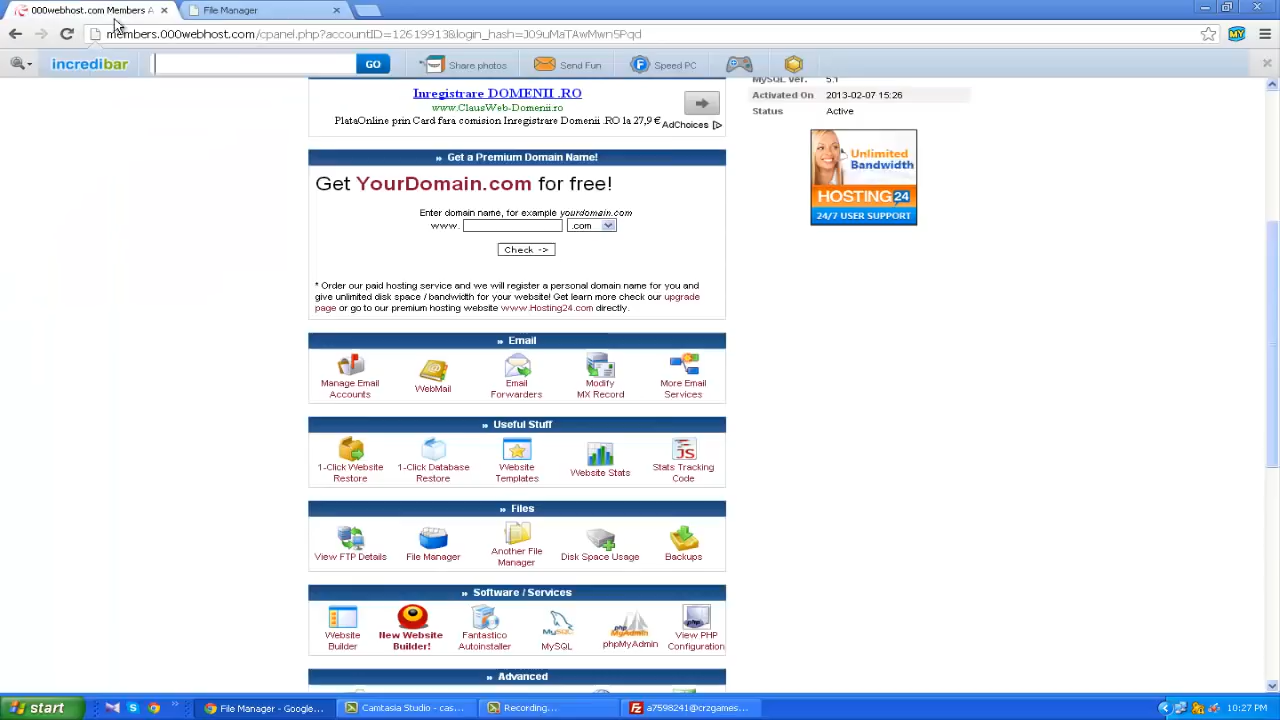 000webhost.com Members A
File Manager
members.000webhost.com/cpanel.php?accountID=12619913&login_hash=J09uMaTAwMwn5Pqd
incredibar
GO
Share photos
Send Fun
Speed PC
Inregistrare DOMENII .RO
www.ClausWeb-Domenii.ro
PlataOnline prin Card fara comision Inregistrare Domenii .RO la 27,9 €
AdChoices
MySQL Ver. 5.1
Activated On 2013-02-07 15:26
Status Active
Unlimited
Bandwidth
HOSTING 24
24/7 USER SUPPORT
» Get a Premium Domain Name!
Get YourDomain.com for free!
Enter domain name, for example yourdomain.com
www. .com
Check ->
* Order our paid hosting service and we will register a personal domain name for you and
give unlimited disk space / bandwidth for your website! Get learn more check our upgrade
page or go to our premium hosting website www.Hosting24.com directly.
» Email
Manage Email
Accounts
WebMail
Email
Forwarders
Modify
MX Record
More Email
Services
» Useful Stuff
1-Click Website
Restore
1-Click Database
Restore
Website
Templates
Website Stats
Stats Tracking
Code
» Files
View FTP Details
File Manager
Another File
Manager
Disk Space Usage
Backups
» Software / Services
Website
Builder
New Website
Builder!
Fantastico
Autoinstaller
MySQL
phpMyAdmin
View PHP
Configuration
» Advanced
start
File Manager - Google...
Camtasia Studio - cas...
Recording...
a7598241@crzgames...
10:27 PM